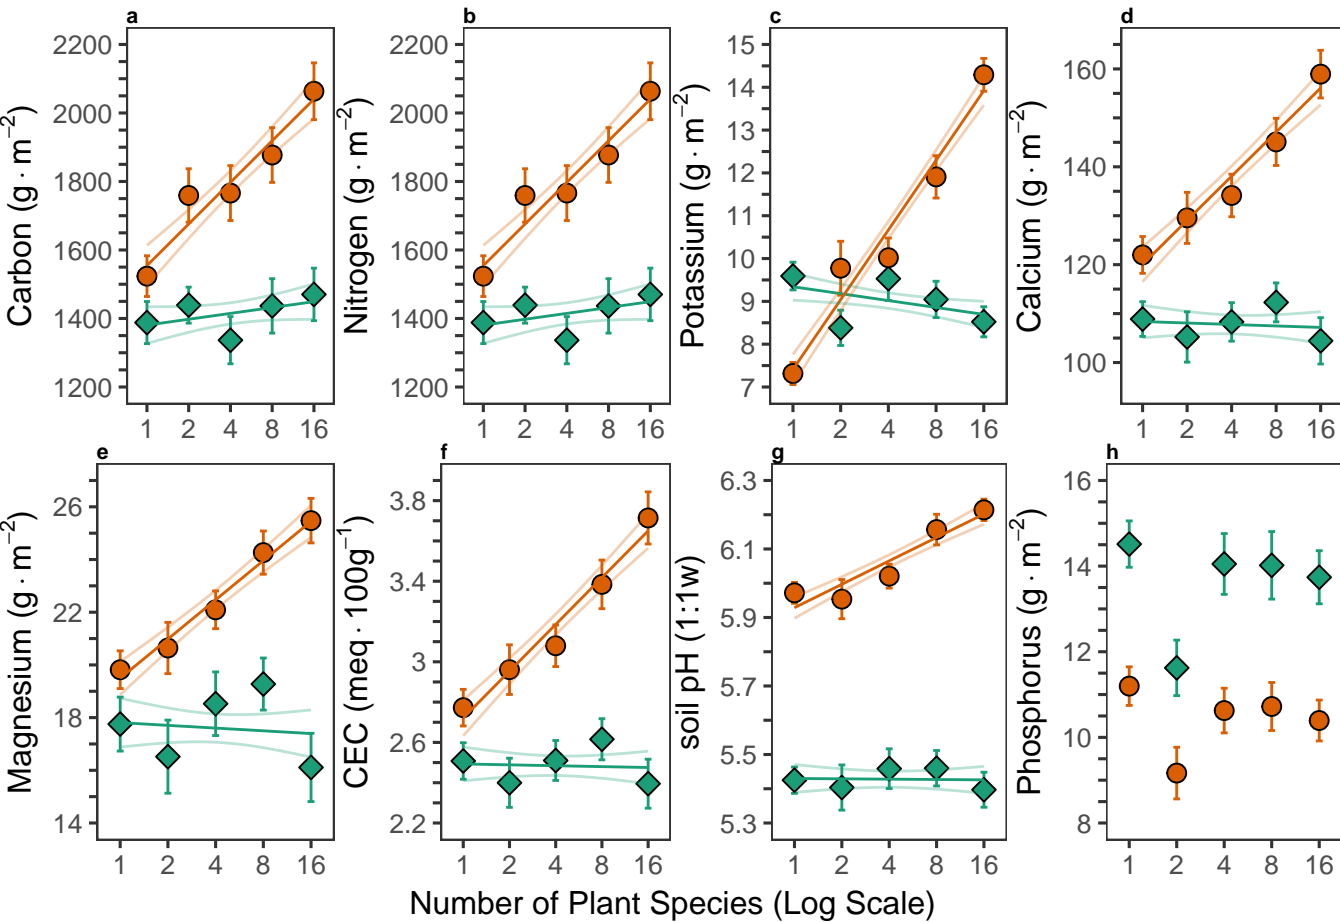 a
b
c
d
Carbon (g · m⁻²)
2200
2000
1800
1600
1400
1200
1 2 4 8 16
Nitrogen (g · m⁻²)
2200
2000
1800
1600
1400
1200
1 2 4 8 16
Potassium (g · m⁻²)
15
14
13
12
11
10
9
8
7
1 2 4 8 16
Calcium (g · m⁻²)
160
140
120
100
1 2 4 8 16
e
f
g
h
Magnesium (g · m⁻²)
26
22
18
14
1 2 4 8 16
CEC (meq · 100g⁻¹)
3.8
3.4
3
2.6
2.2
1 2 4 8 16
soil pH (1:1w)
6.3
6.1
5.9
5.7
5.5
5.3
1 2 4 8 16
Phosphorus (g · m⁻²)
16
14
12
10
8
1 2 4 8 16
Number of Plant Species (Log Scale)